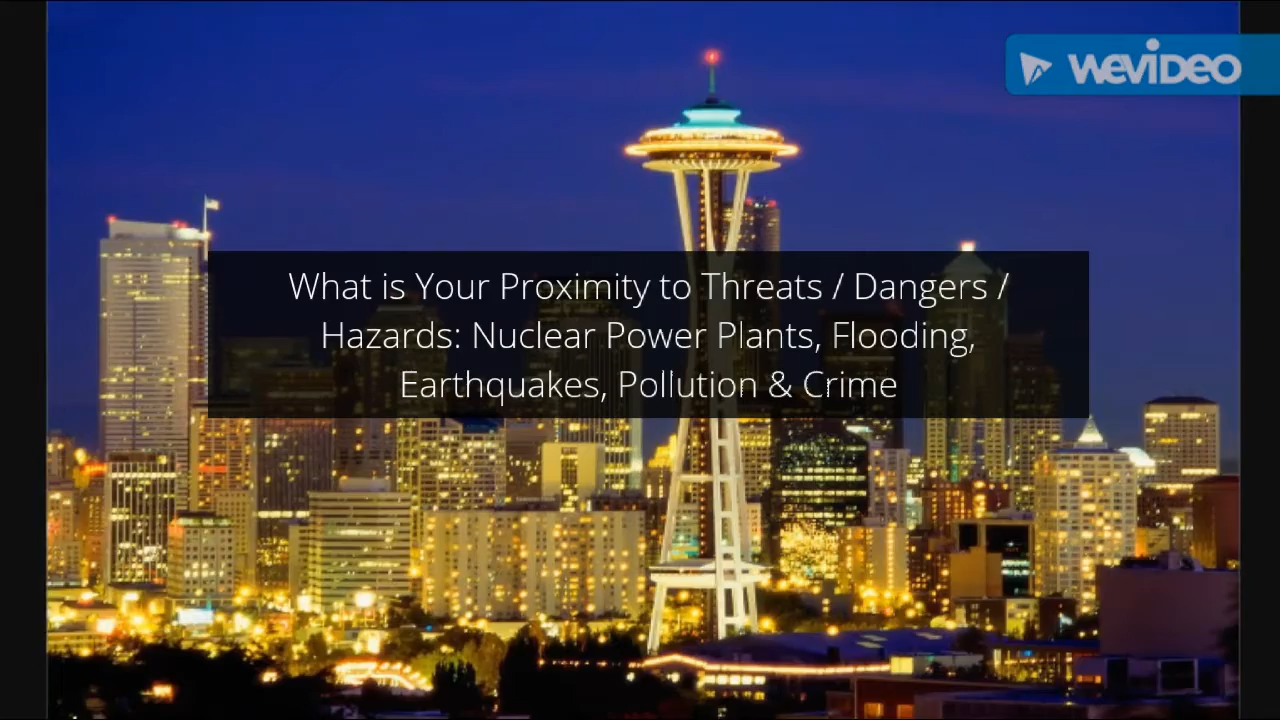 WEVIDEO
What is Your Proximity to Threats / Dangers /
Hazards: Nuclear Power Plants, Flooding,
Earthquakes, Pollution & Crime